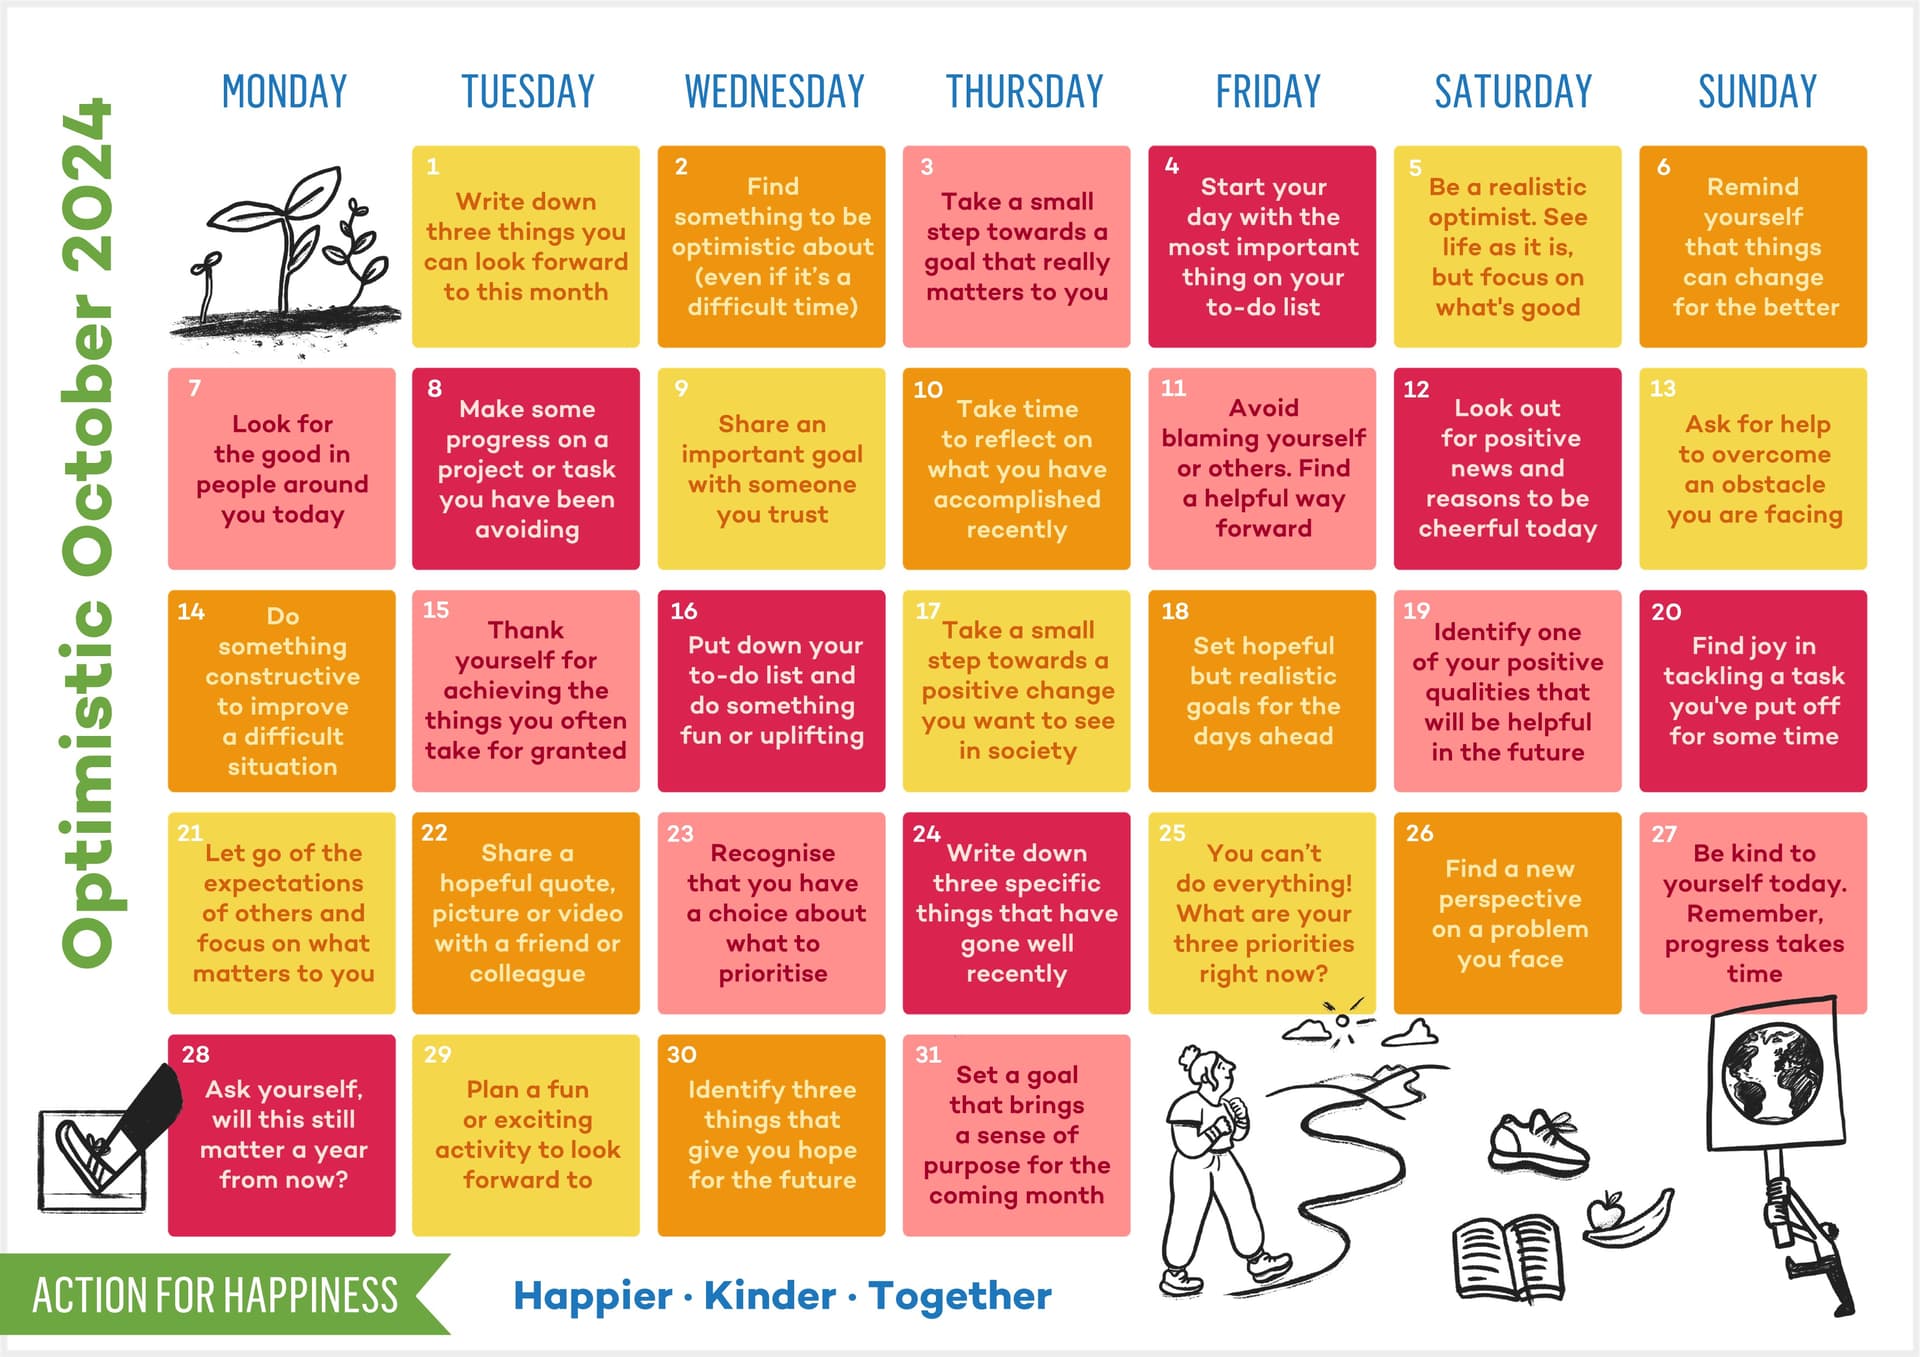 Optimistic October 2024
MONDAY
TUESDAY
WEDNESDAY
THURSDAY
FRIDAY
SATURDAY
SUNDAY
1
Write down
three things you
can look forward
to this month
2
Find
something to be
optimistic about
(even if it's a
difficult time)
3
Take a small
step towards a
goal that really
matters to you
4
Start your
day with the
most important
thing on your
to-do list
5
Be a realistic
optimist. See
life as it is,
but focus on
what's good
6
Remind
yourself
that things
can change
for the better
7
Look for
the good in
people around
you today
8
Make some
progress on a
project or task
you have been
avoiding
9
Share an
important goal
with someone
you trust
10
Take time
to reflect on
what you have
accomplished
recently
11
Avoid
blaming yourself
or others. Find
a helpful way
forward
12
Look out
for positive
news and
reasons to be
cheerful today
13
Ask for help
to overcome
an obstacle
you are facing
14
Do
something
constructive
to improve
a difficult
situation
15
Thank
yourself for
achieving the
things you often
take for granted
16
Put down your
to-do list and
do something
fun or uplifting
17
Take a small
step towards a
positive change
you want to see
in society
18
Set hopeful
but realistic
goals for the
days ahead
19
Identify one
of your positive
qualities that
will be helpful
in the future
20
Find joy in
tackling a task
you've put off
for some time
21
Let go of the
expectations
of others and
focus on what
matters to you
22
Share a
hopeful quote,
picture or video
with a friend or
colleague
23
Recognise
that you have
a choice about
what to
prioritise
24
Write down
three specific
things that have
gone well
recently
25
You can't
do everything!
What are your
three priorities
right now?
26
Find a new
perspective
on a problem
you face
27
Be kind to
yourself today.
Remember,
progress takes
time
28
Ask yourself,
will this still
matter a year
from now?
29
Plan a fun
or exciting
activity to look
forward to
30
Identify three
things that
give you hope
for the future
31
Set a goal
that brings
a sense of
purpose for the
coming month
ACTION FOR HAPPINESS
Happier · Kinder · Together